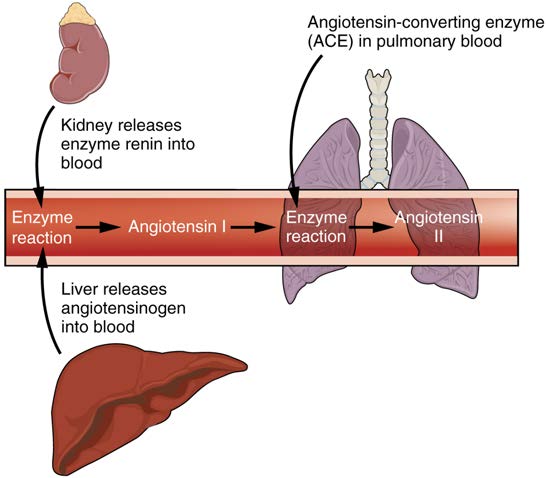 Angiotensin-converting enzyme
(ACE) in pulmonary blood
Kidney releases
enzyme renin into
blood
Enzyme
reaction
Angiotensin I
Enzyme
reaction
Angiotensin
II
Liver releases
angiotensinogen
into blood